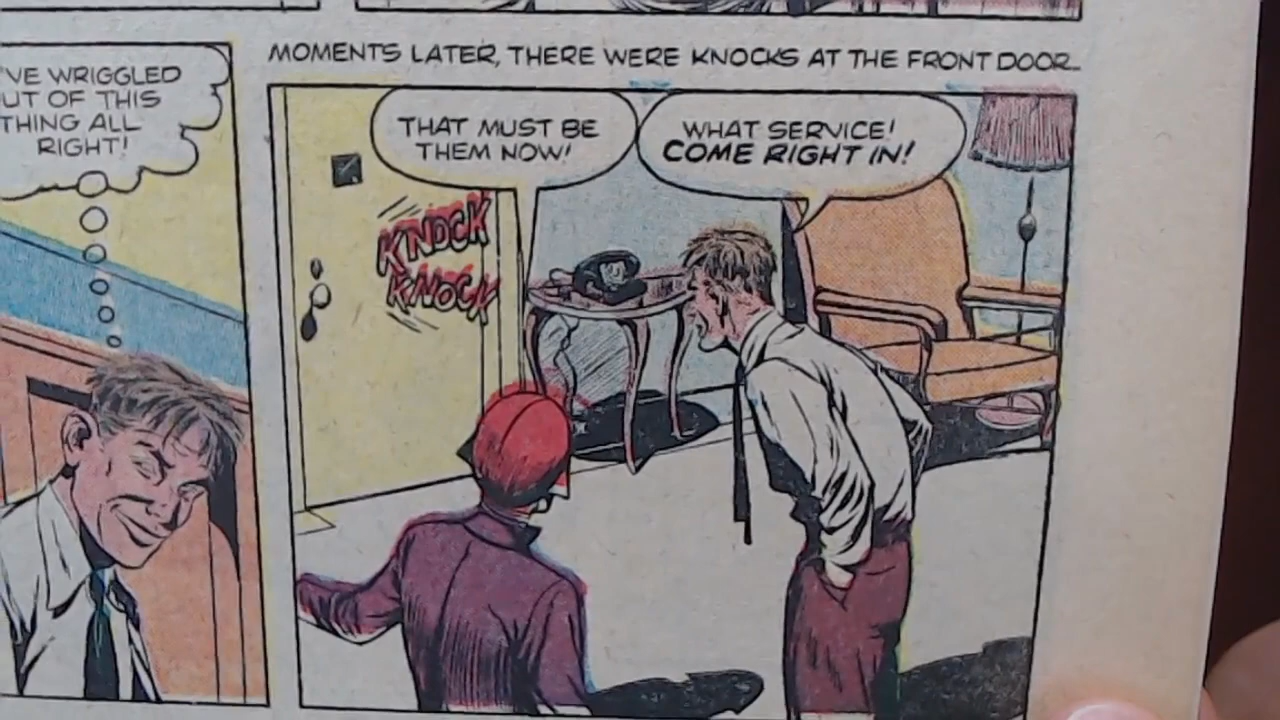 'VE WRIGGLED
UT OF THIS
THING ALL
RIGHT!
MOMENTS LATER, THERE WERE KNOCKS AT THE FRONT DOOR...
THAT MUST BE
THEM NOW!
WHAT SERVICE!
COME RIGHT IN!
KNOCK
KNOCK